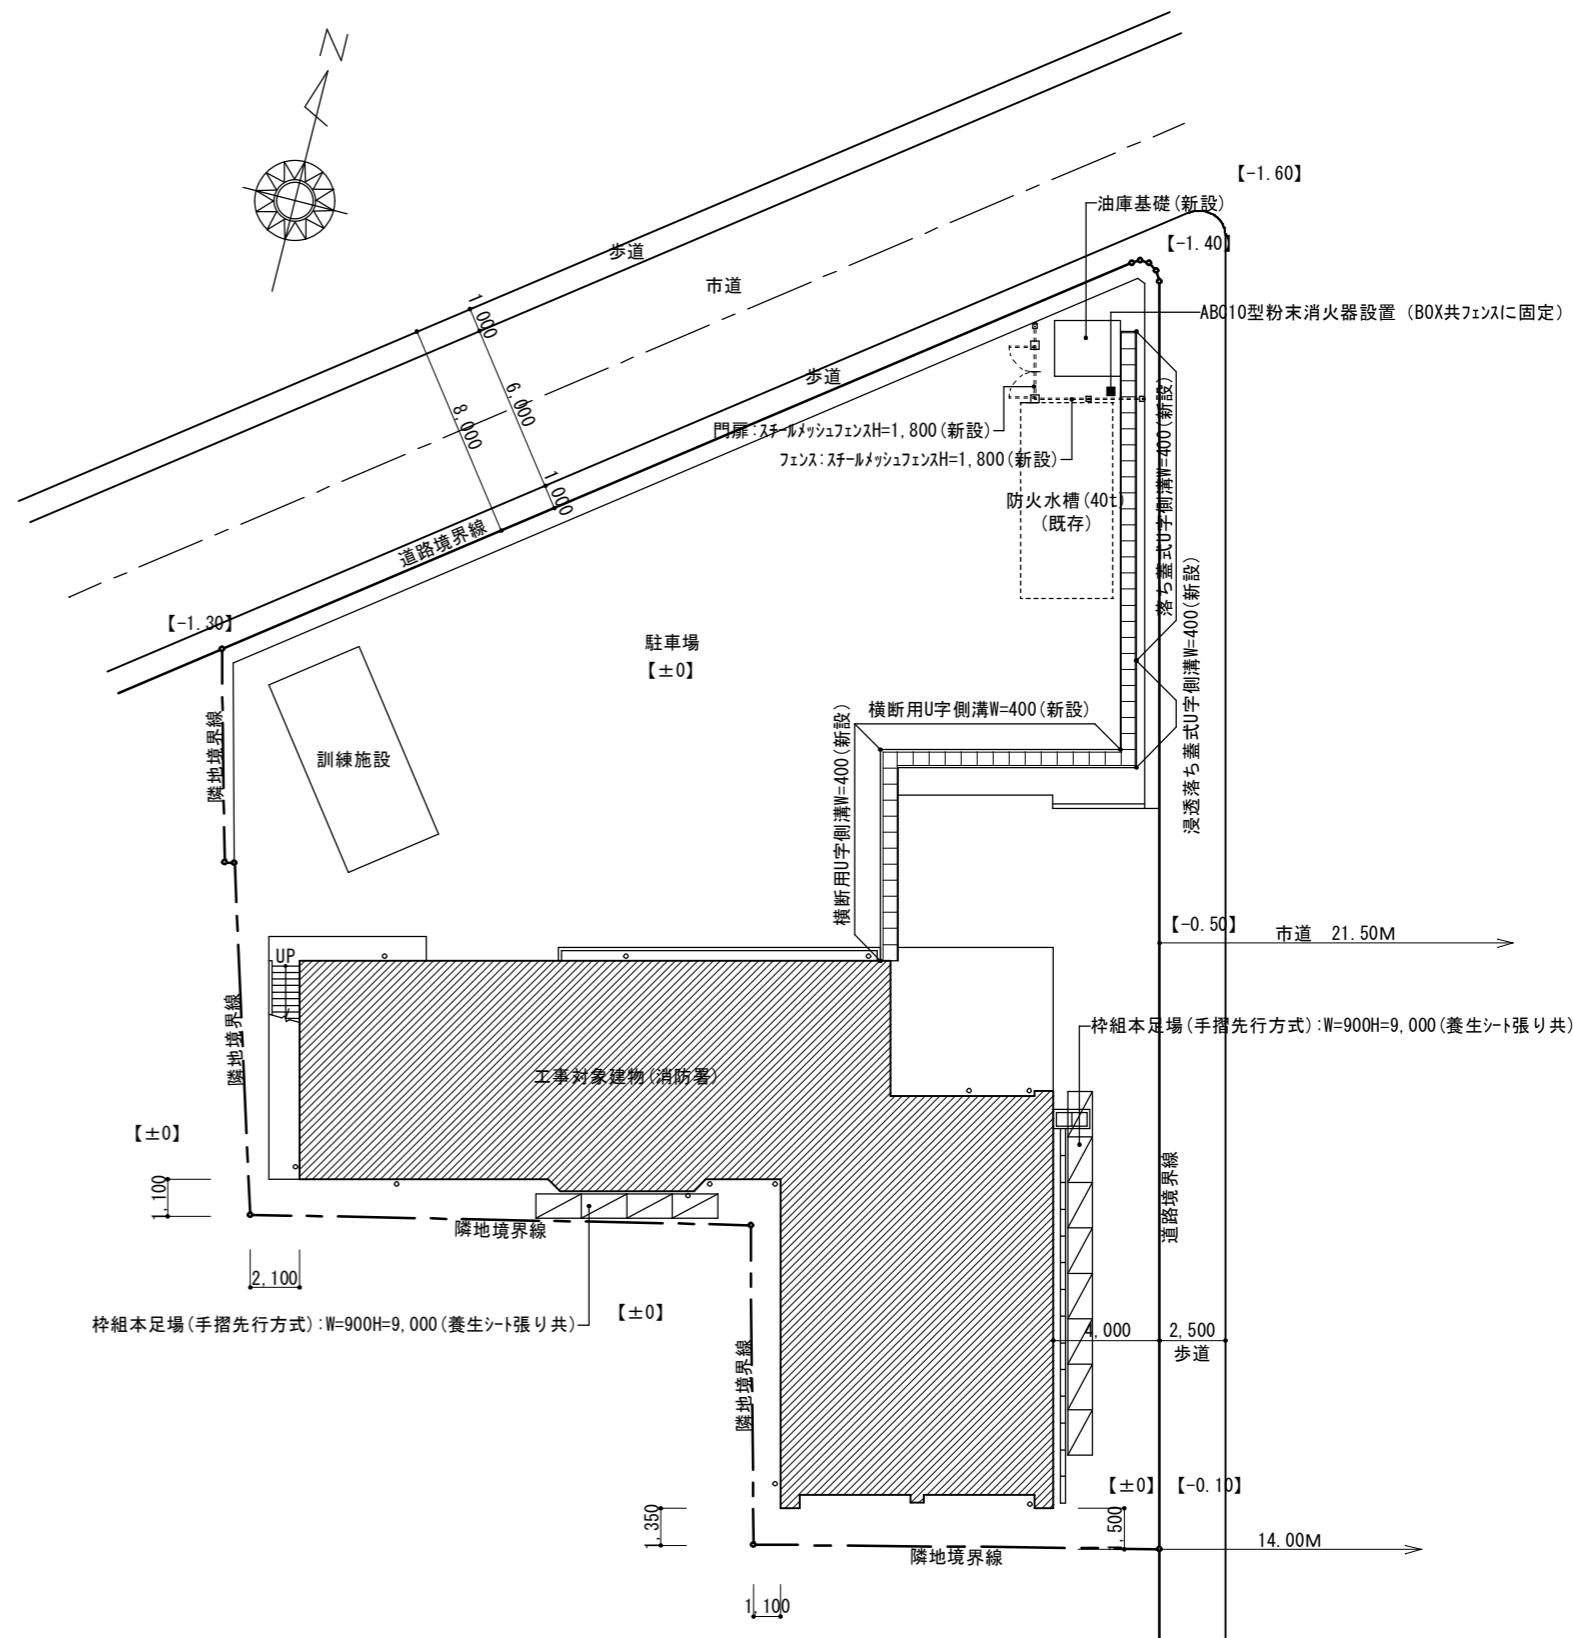 N
【-1.60】
油庫基礎(新設)
【-1.40】
歩道
市道
1,000
ABC10型粉末消火器設置 (BOX共フェンスに固定)
歩道
6,000
8,000
門扉:スチールメッシュフェンスH=1,800(新設)
フェンス:スチールメッシュフェンスH=1,800(新設)
落ち蓋式U字側溝W=400(新設)
1,000
防火水槽(40t)
(既存)
道路境界線
【-1.30】
駐車場
【±0】
浸透落ち蓋式U字側溝W=400(新設)
隣地境界線
訓練施設
横断用U字側溝W=400(新設)
横断用U字側溝W=400(新設)
【-0.50】
市道 21.50M
UP
隣地境界線
枠組本足場(手摺先行方式):W=900H=9,000(養生シート張り共)
工事対象建物(消防署)
【±0】
1,100
道路境界線
隣地境界線
2,100
枠組本足場(手摺先行方式):W=900H=9,000(養生シート張り共)
【±0】
4,000
2,500
歩道
隣地境界線
【±0】
【-0.10】
1,350
1,500
14.00M
隣地境界線
1,100